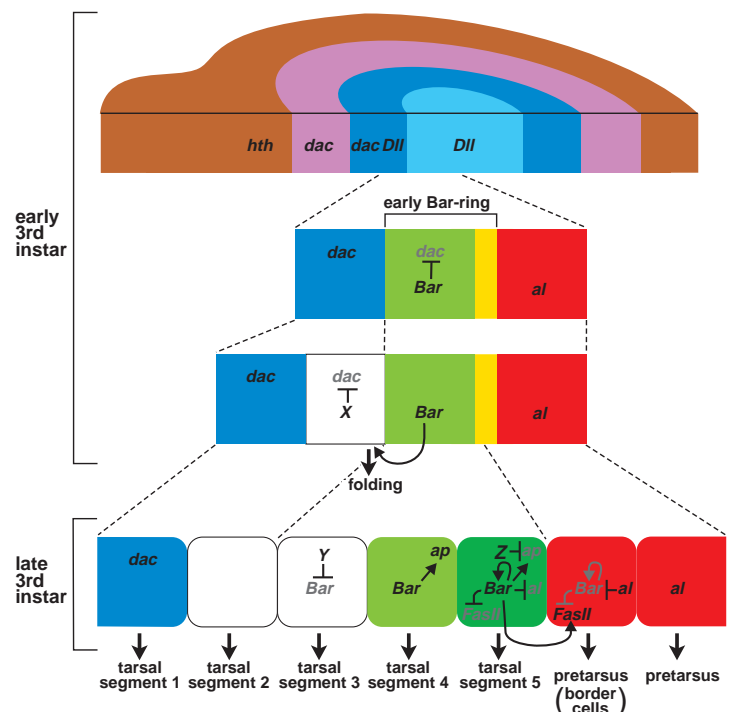 hth dac dac Dll Dll
early
3rd
instar
early Bar-ring
dac dac Bar al
dac dac X Bar al
folding
late
3rd
instar
dac
Y
Bar
Bar ap
Z ap
Bar al
FasII
Bar al
FasII
al
tarsal
segment 1
tarsal
segment 2
tarsal
segment 3
tarsal
segment 4
tarsal
segment 5
pretarsus
(border
cells)
pretarsus